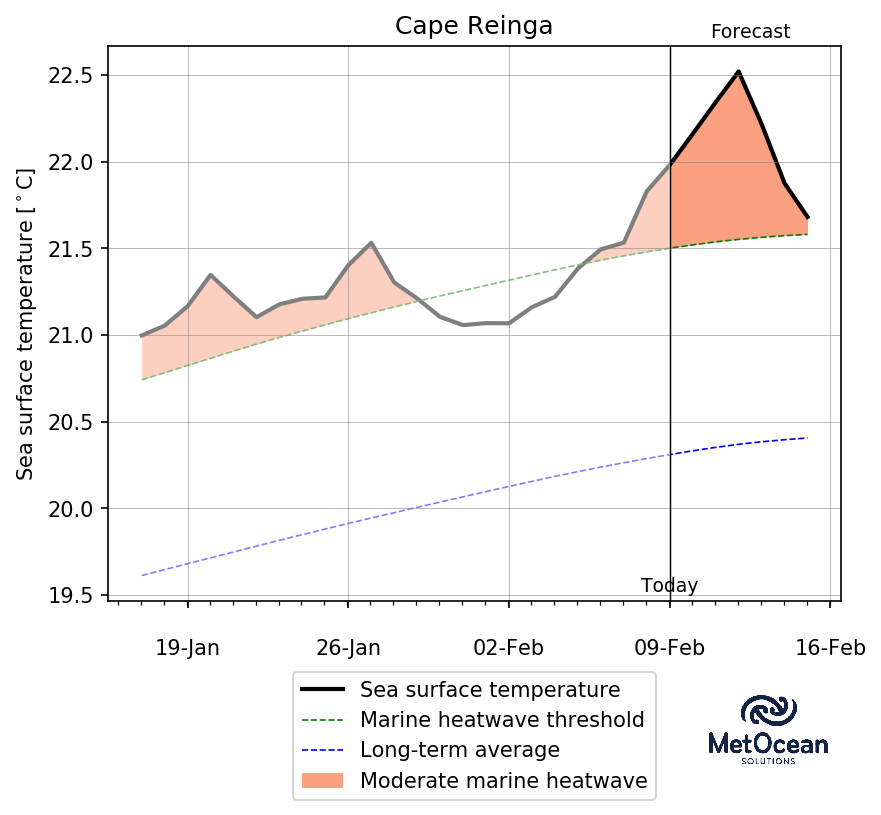 Cape Reinga
Forecast
22.5
22.0
21.5
21.0
20.5
20.0
19.5
Sea surface temperature [°C]
Today
19-Jan 26-Jan 02-Feb 09-Feb 16-Feb
Sea surface temperature
Marine heatwave threshold
Long-term average
Moderate marine heatwave
MetOcean
SOLUTIONS